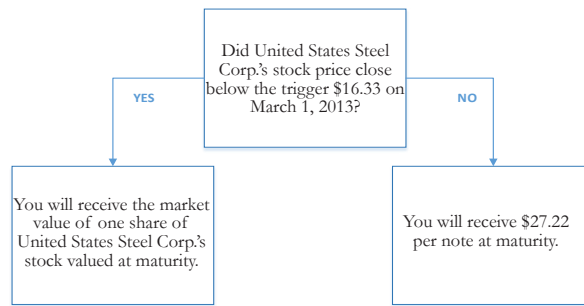 Did United States Steel
Corp.'s stock price close
below the trigger $16.33 on
March 1, 2013?
YES
NO
You will receive the market
value of one share of
United States Steel Corp.'s
stock valued at maturity.
You will receive $27.22
per note at maturity.